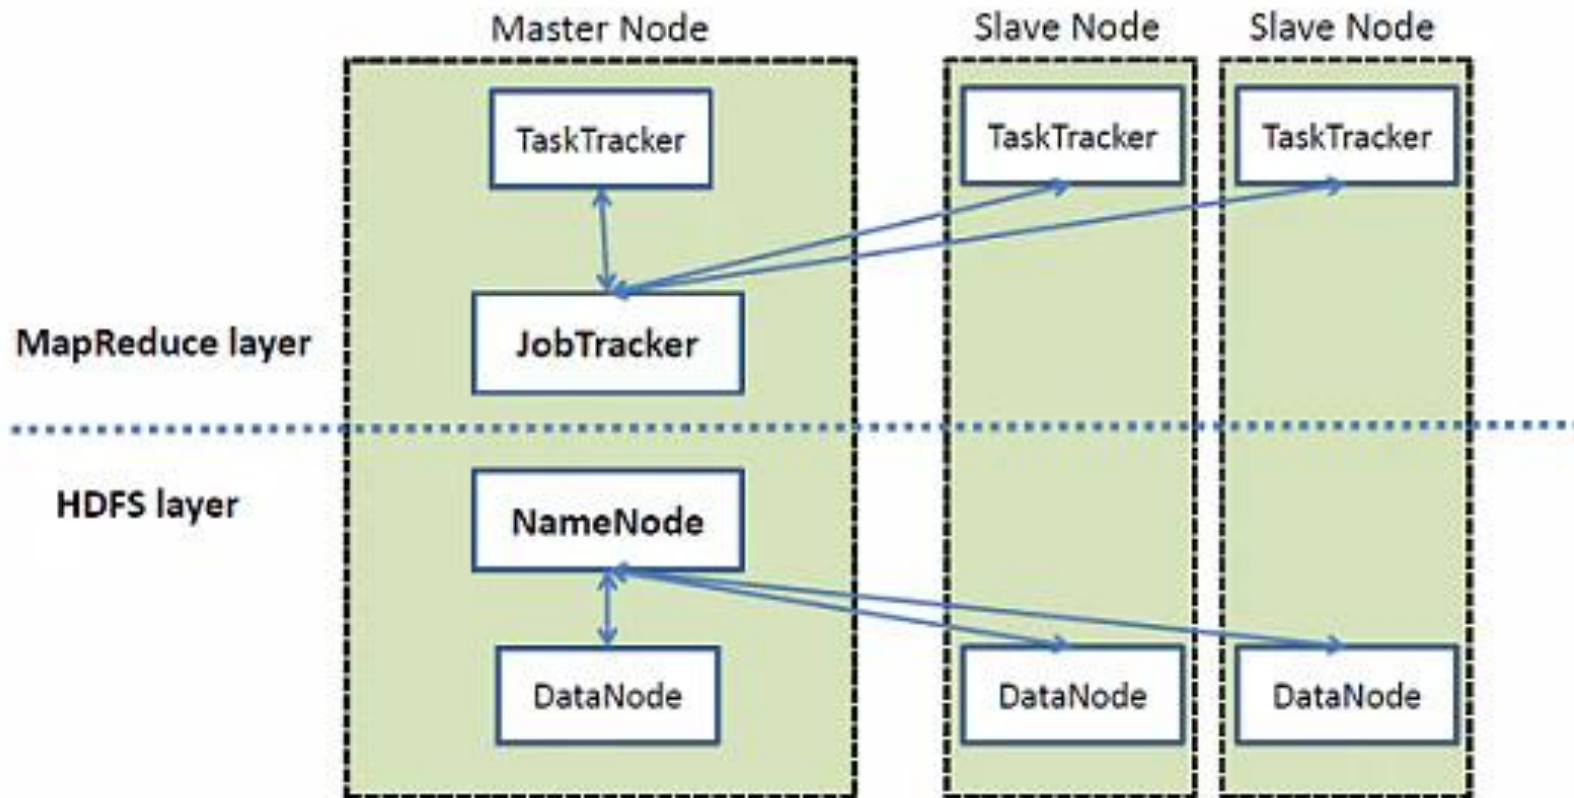 Master Node
Slave Node
Slave Node
TaskTracker
TaskTracker
TaskTracker
MapReduce layer
JobTracker
HDFS layer
NameNode
DataNode
DataNode
DataNode